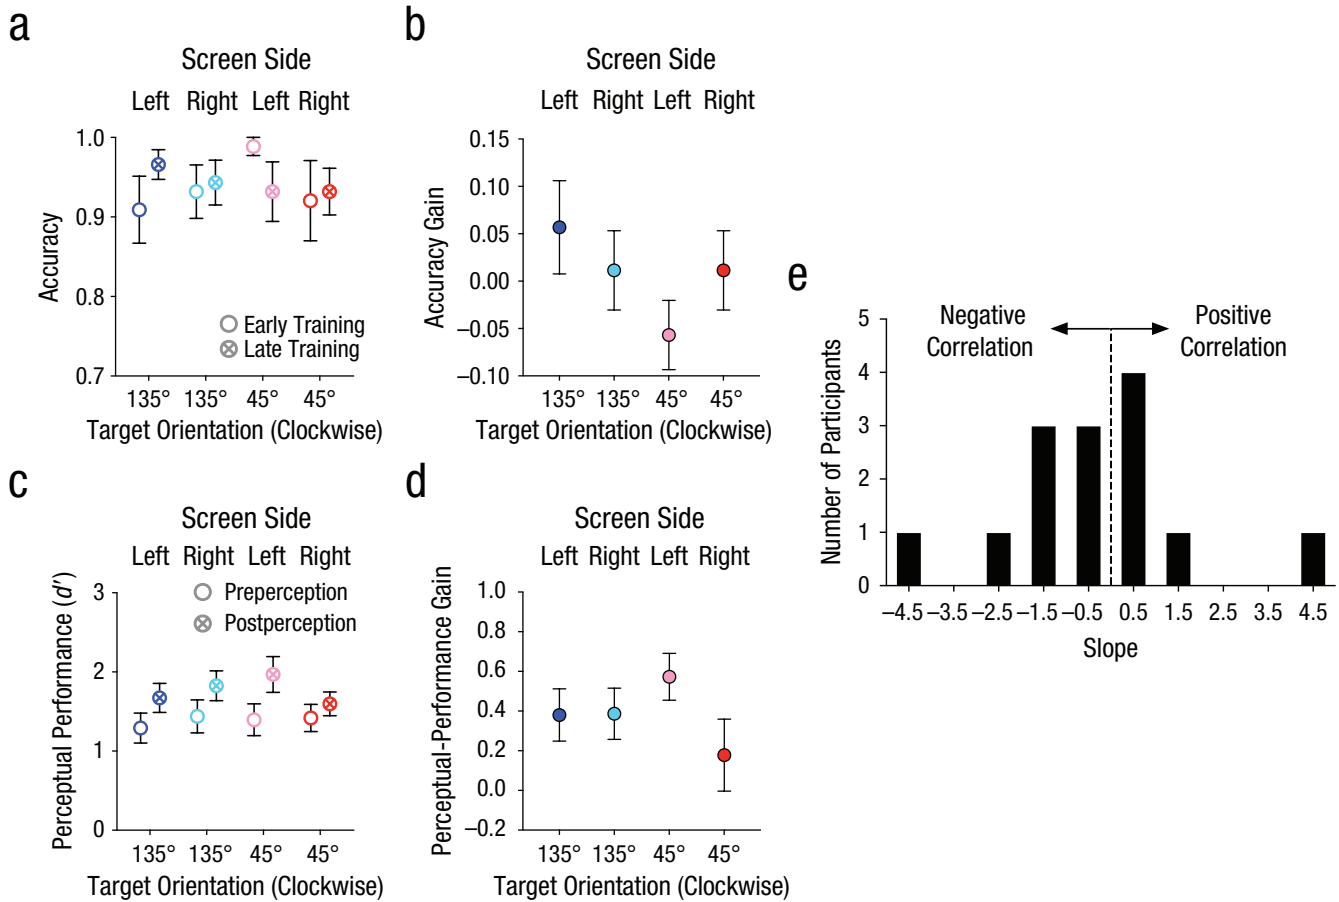 a
Screen Side
Left Right Left Right
1.0
0.9
0.9
0.7
Accuracy
Early Training
Late Training
135° 135° 45° 45°
Target Orientation (Clockwise)
b
Screen Side
Left Right Left Right
0.15
0.10
0.05
0.00
–0.05
–0.10
Accuracy Gain
135° 135° 45° 45°
Target Orientation (Clockwise)
c
Screen Side
Left Right Left Right
Preperception
Postperception
3
2
1
0
Perceptual Performance (d′)
135° 135° 45° 45°
Target Orientation (Clockwise)
d
Screen Side
Left Right Left Right
1.0
0.8
0.6
0.4
0.2
0.0
–0.2
Perceptual-Performance Gain
135° 135° 45° 45°
Target Orientation (Clockwise)
e
Negative
Correlation
Positive
Correlation
5
4
3
2
1
0
Number of Participants
–4.5 –3.5 –2.5 –1.5 –0.5 0.5 1.5 2.5 3.5 4.5
Slope